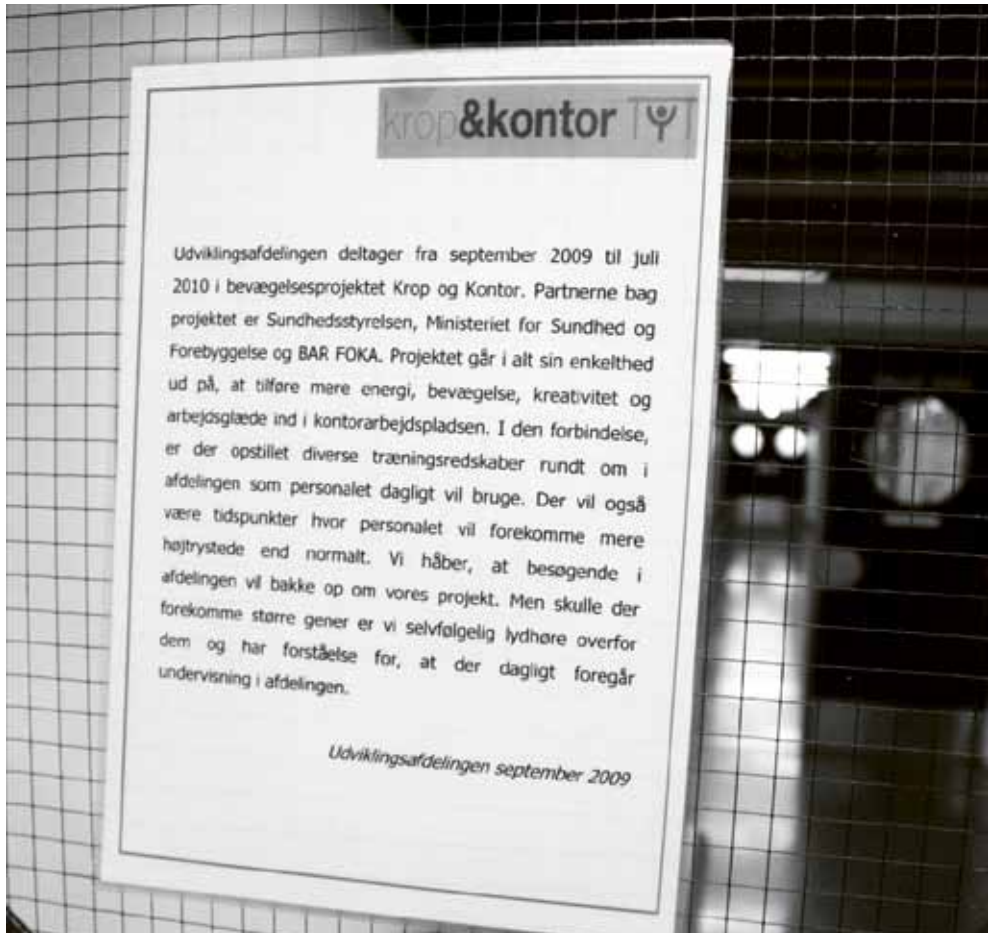 krop&kontor
Udviklingsafdelingen deltager fra september 2009 til juli
2010 i bevægelsesprojektet Krop og Kontor. Partnerne bag
projektet er Sundhedsstyrelsen, Ministeriet for Sundhed og
Forebyggelse og BAR FOKA. Projektet går i alt sin enkelthed
ud på, at tilføre mere energi, bevægelse, kreativitet og
arbejdsglæde ind i kontorarbejdspladsen. I den forbindelse,
er der opstillet diverse træningsredskaber rundt om i
afdelingen som personalet dagligt vil bruge. Der vil også
være tidspunkter hvor personalet vil forekomme mere
højtrystede end normalt. Vi håber, at besøgende i
afdelingen vil bakke op om vores projekt. Men skulle der
forekomme større gener er vi selvfølgelig lydhøre overfor
dem og har forståelse for, at der dagligt foregår
undervisning i afdelingen.
Udviklingsafdelingen september 2009